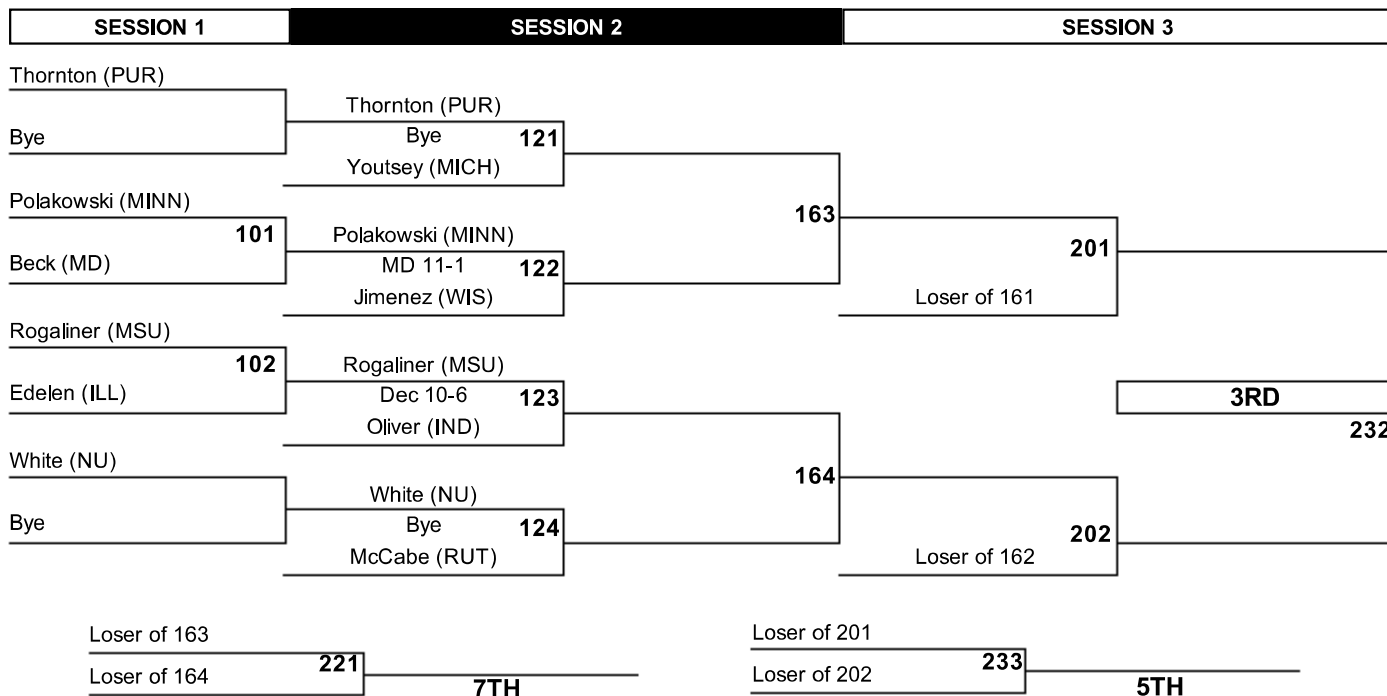 SESSION 1
SESSION 2
SESSION 3
Thornton (PUR)
Thornton (PUR)
Bye
Bye
121
Youtsey (MICH)
Polakowski (MINN)
163
101
Polakowski (MINN)
201
Beck (MD)
MD 11-1
122
Jimenez (WIS)
Loser of 161
Rogaliner (MSU)
102
Rogaliner (MSU)
Edelen (ILL)
Dec 10-6
123
3RD
Oliver (IND)
232
White (NU)
164
White (NU)
Bye
Bye
124
202
McCabe (RUT)
Loser of 162
Loser of 163
221
Loser of 164
7TH
Loser of 201
233
Loser of 202
5TH